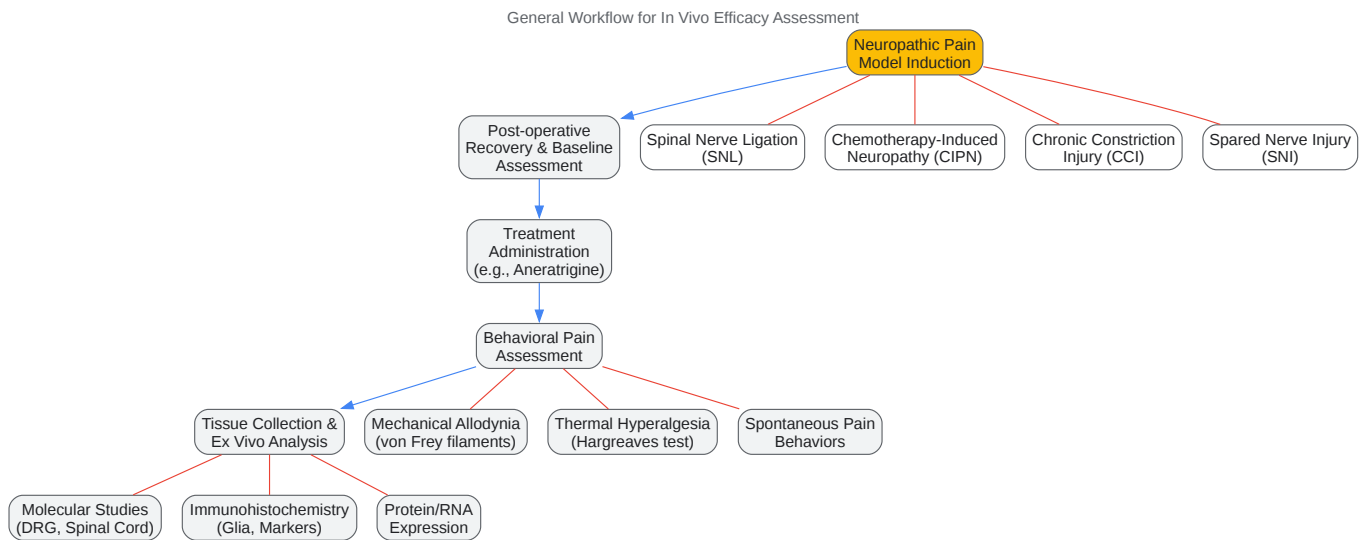 General Workflow for In Vivo Efficacy Assessment
Neuropathic Pain
Model Induction
Post-operative
Recovery & Baseline
Assessment
Spinal Nerve Ligation
(SNL)
Chemotherapy-Induced
Neuropathy (CIPN)
Chronic Constriction
Injury (CCI)
Spared Nerve Injury
(SNI)
Treatment
Administration
(e.g., Aneratrigine)
Behavioral Pain
Assessment
Tissue Collection &
Ex Vivo Analysis
Mechanical Allodynia
(von Frey filaments)
Thermal Hyperalgesia
(Hargreaves test)
Spontaneous Pain
Behaviors
Molecular Studies
(DRG, Spinal Cord)
Immunohistochemistry
(Glia, Markers)
Protein/RNA
Expression